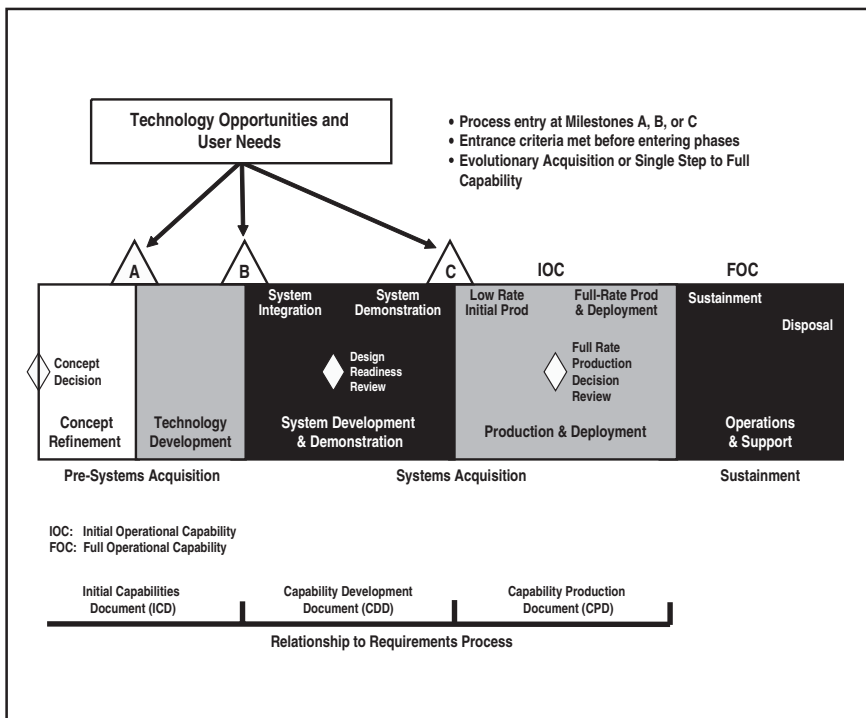 Technology Opportunities and
User Needs
• Process entry at Milestones A, B, or C
• Entrance criteria met before entering phases
• Evolutionary Acquisition or Single Step to Full
Capability
A
B
C
IOC
FOC
System
Integration
System
Demonstration
Low Rate
Initial Prod
Full-Rate Prod
& Deployment
Sustainment
Disposal
Concept
Decision
Design
Readiness
Review
Full Rate
Production
Decision
Review
Concept
Refinement
Technology
Development
System Development
& Demonstration
Production & Deployment
Operations
& Support
Pre-Systems Acquisition
Systems Acquisition
Sustainment
IOC: Initial Operational Capability
FOC: Full Operational Capability
Initial Capabilities
Document (ICD)
Capability Development
Document (CDD)
Capability Production
Document (CPD)
Relationship to Requirements Process